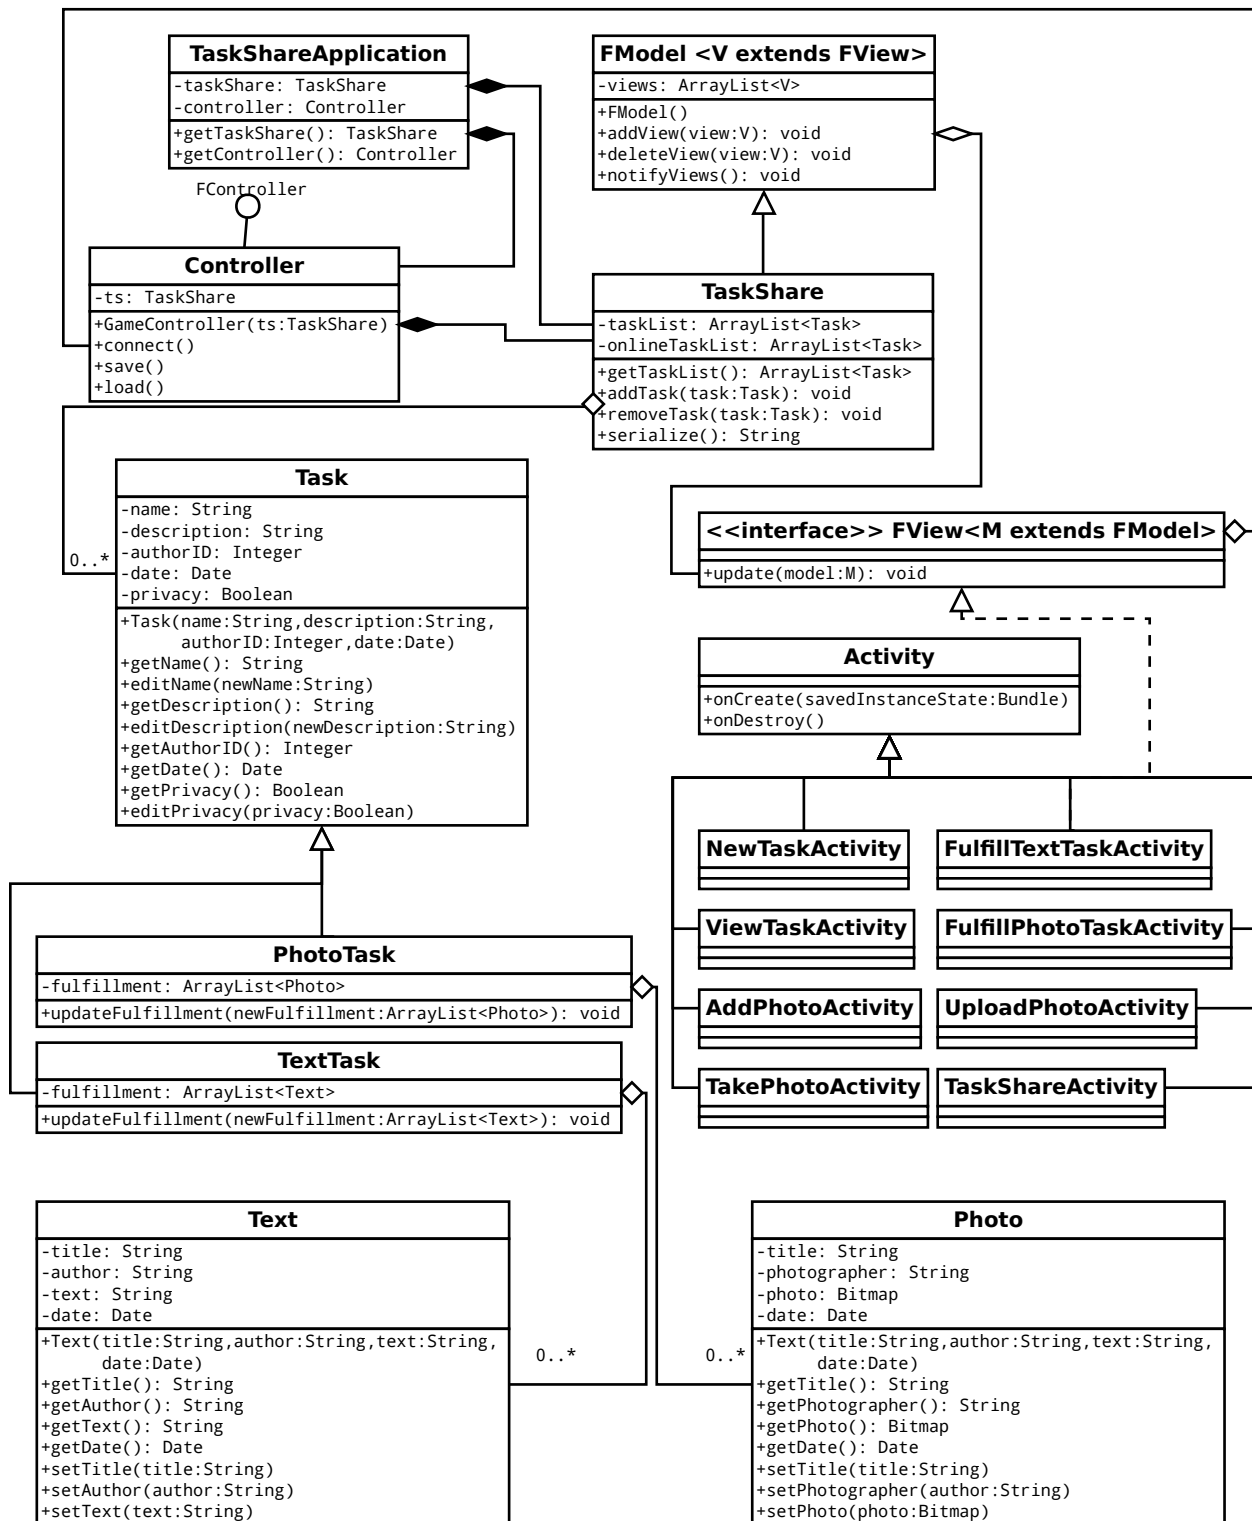 TaskShareApplication
-taskShare: TaskShare
-controller: Controller
+getTaskShare(): TaskShare
+getController(): Controller
FModel <V extends FView>
-views: ArrayList<V>
+FModel()
+addView(view:V): void
+deleteView(view:V): void
+notifyViews(): void
FController
Controller
-ts: TaskShare
+GameController(ts:TaskShare)
+connect()
+save()
+load()
TaskShare
-taskList: ArrayList<Task>
-onlineTaskList: ArrayList<Task>
+getTaskList(): ArrayList<Task>
+addTask(task:Task): void
+removeTask(task:Task): void
+serialize(): String
Task
-name: String
-description: String
-authorID: Integer
-date: Date
-privacy: Boolean
+Task(name:String,description:String,
authorID:Integer,date:Date)
+getName(): String
+editName(newName:String)
+getDescription(): String
+editDescription(newDescription:String)
+getAuthorID(): Integer
+getDate(): Date
+getPrivacy(): Boolean
+editPrivacy(privacy:Boolean)
0..*
<<interface>> FView<M extends FModel>
+update(model:M): void
Activity
+onCreate(savedInstanceState:Bundle)
+onDestroy()
NewTaskActivity
FulfillTextTaskActivity
ViewTaskActivity
FulfillPhotoTaskActivity
AddPhotoActivity
UploadPhotoActivity
TakePhotoActivity
TaskShareActivity
PhotoTask
-fulfillment: ArrayList<Photo>
+updateFulfillment(newFulfillment:ArrayList<Photo>): void
TextTask
-fulfillment: ArrayList<Text>
+updateFulfillment(newFulfillment:ArrayList<Text>): void
Text
-title: String
-author: String
-text: String
-date: Date
+Text(title:String,author:String,text:String,
date:Date)
+getTitle(): String
+getAuthor(): String
+getText(): String
+getDate(): Date
+setTitle(title:String)
+setAuthor(author:String)
+setText(text:String)
0..*
0..*
Photo
-title: String
-photographer: String
-photo: Bitmap
-date: Date
+Text(title:String,author:String,text:String,
date:Date)
+getTitle(): String
+getPhotographer(): String
+getPhoto(): Bitmap
+getDate(): Date
+setTitle(title:String)
+setPhotographer(author:String)
+setPhoto(photo:Bitmap)